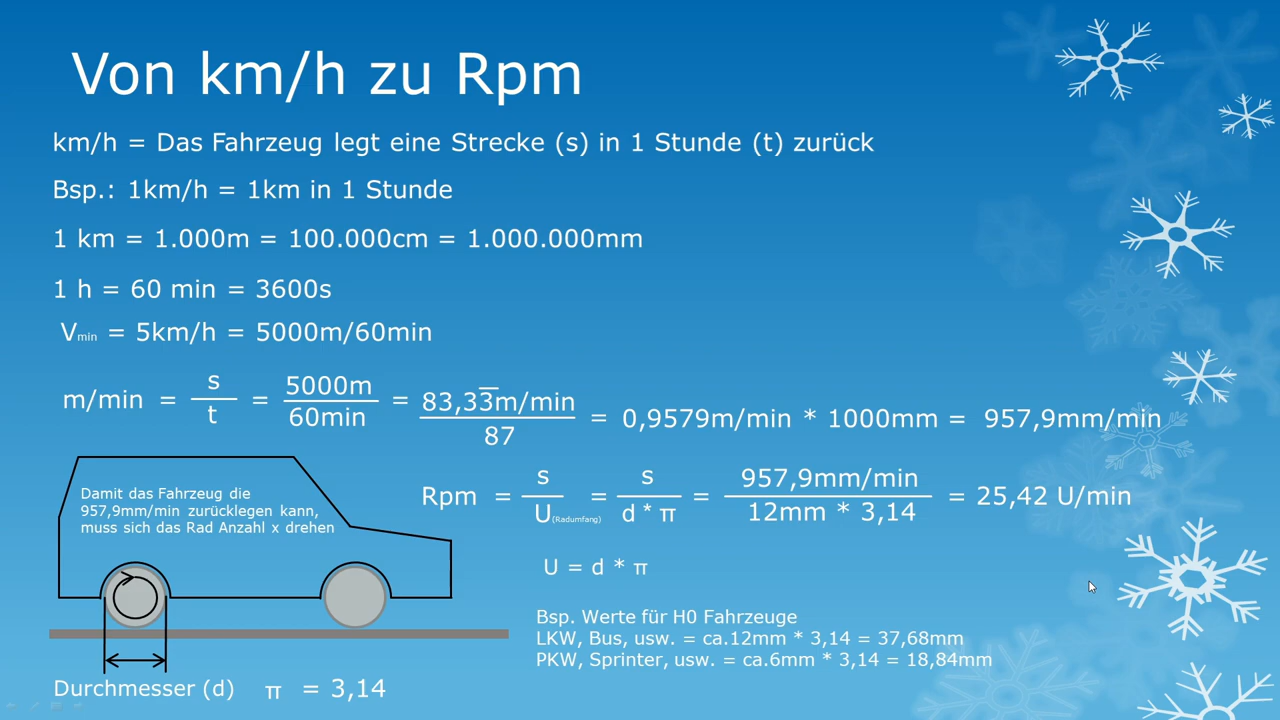 Von km/h zu Rpm
km/h = Das Fahrzeug legt eine Strecke (s) in 1 Stunde (t) zurück
Bsp.: 1km/h = 1km in 1 Stunde
1 km = 1.000m = 100.000cm = 1.000.000mm
1 h = 60 min = 3600s
Vmin = 5km/h = 5000m/60min
m/min = s/t = 5000m/60min = 83,33̅m/min/87 = 0,9579m/min * 1000mm = 957,9mm/min
Rpm = s/U(Radumfang) = s/d * π = 957,9mm/min/12mm * 3,14 = 25,42 U/min
Damit das Fahrzeug die
957,9mm/min zurücklegen kann,
muss sich das Rad Anzahl x drehen
U = d * π
Bsp. Werte für H0 Fahrzeuge
LKW, Bus, usw. = ca.12mm * 3,14 = 37,68mm
PKW, Sprinter, usw. = ca.6mm * 3,14 = 18,84mm
Durchmesser (d) π = 3,14